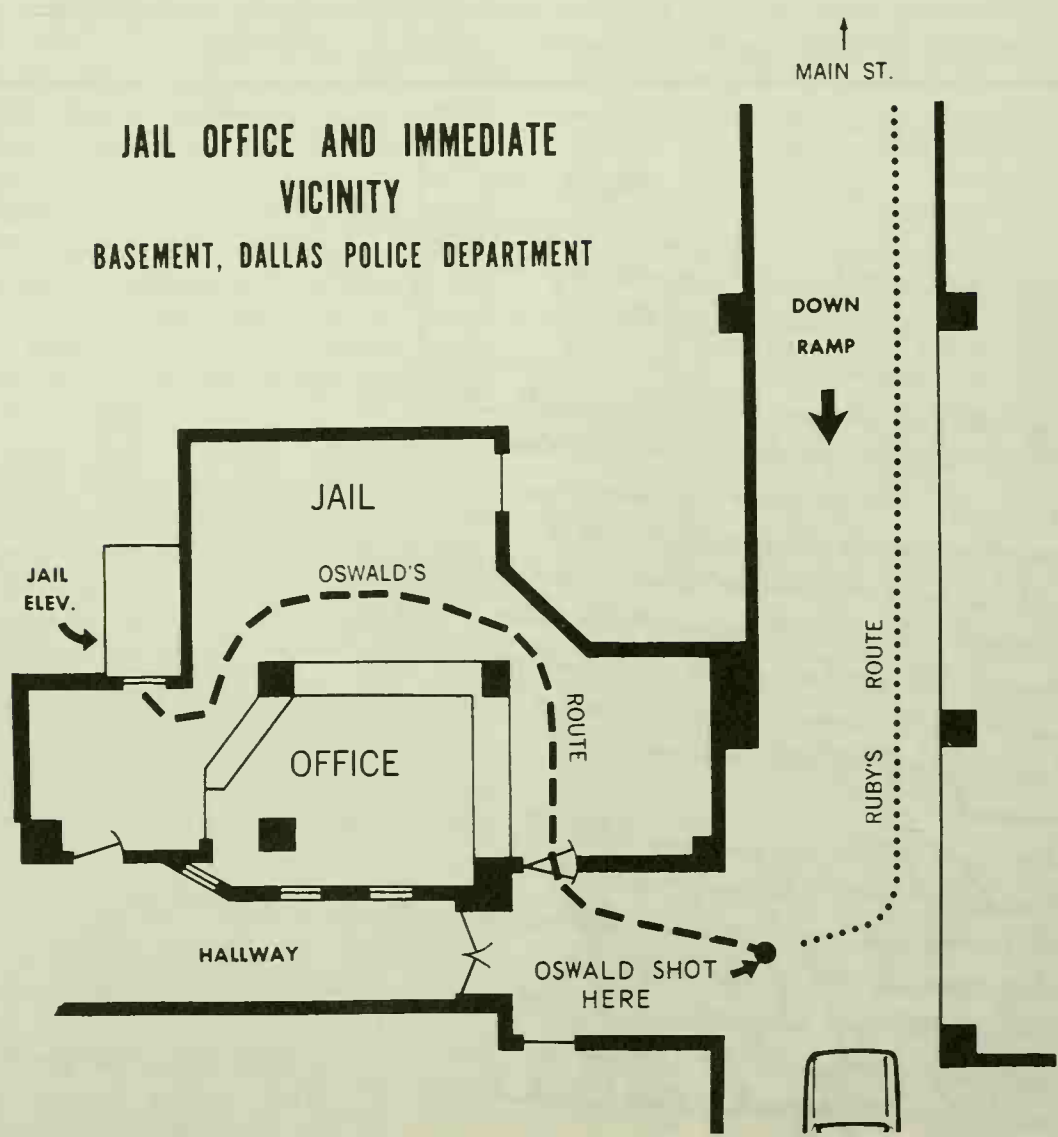 MAIN ST.
JAIL OFFICE AND IMMEDIATE
VICINITY
BASEMENT, DALLAS POLICE DEPARTMENT
DOWN
RAMP
JAIL
OSWALD'S
JAIL
ELEV.
ROUTE
OFFICE
RUBY'S ROUTE
HALLWAY
OSWALD SHOT
HERE